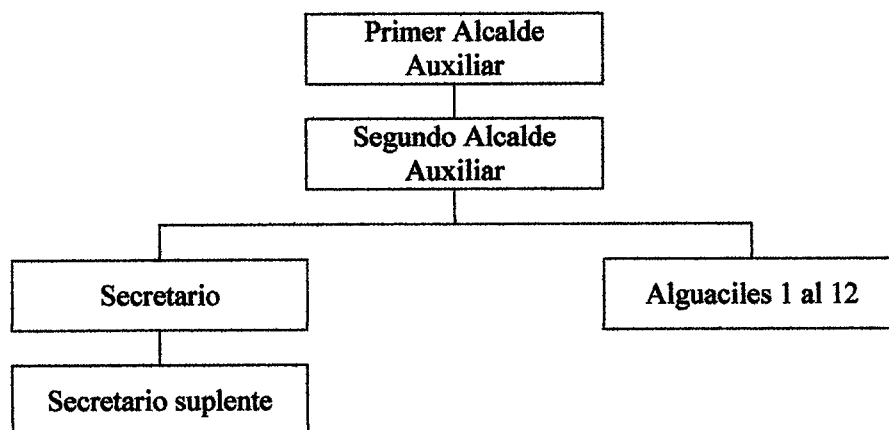 Primer Alcalde
Auxiliar
Segundo Alcalde
Auxiliar
Secretario
Alguaciles 1 al 12
Secretario suplente